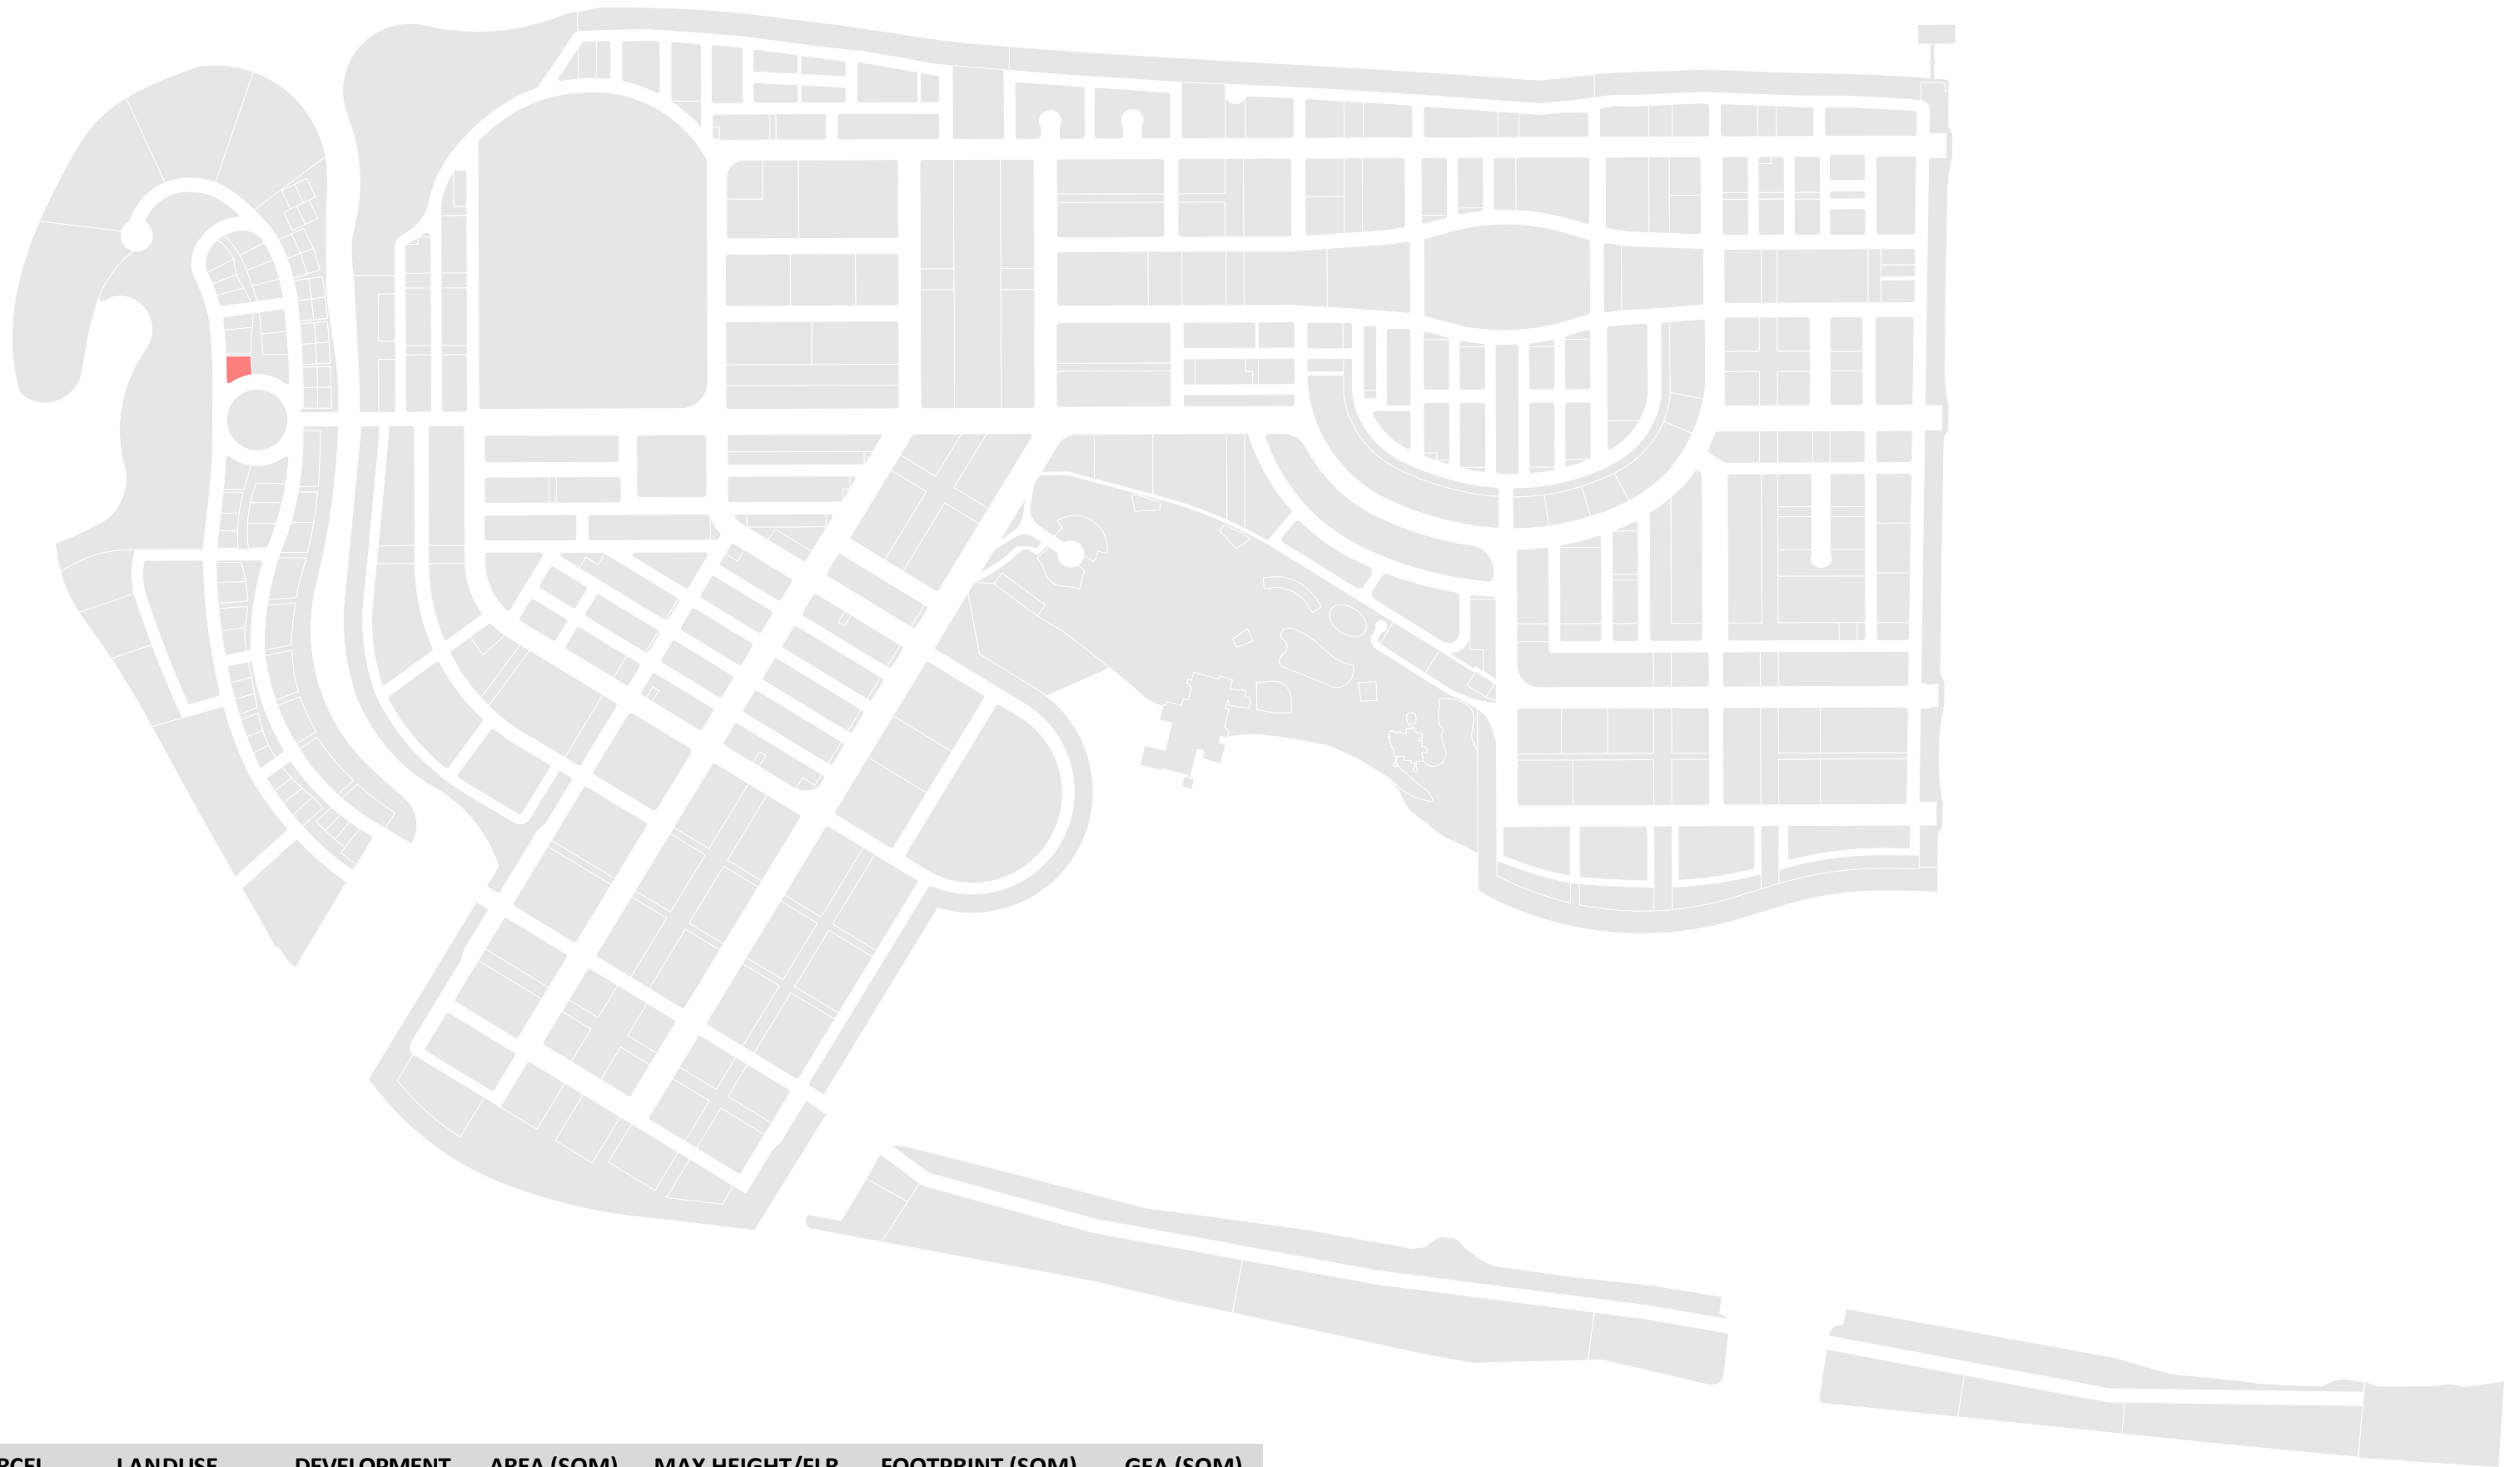 LANDUSE DEVELOPMENT AREA (SQM) MAX HEIGHT/FLR FOOTPRINT (SQM) GFA (SQM)